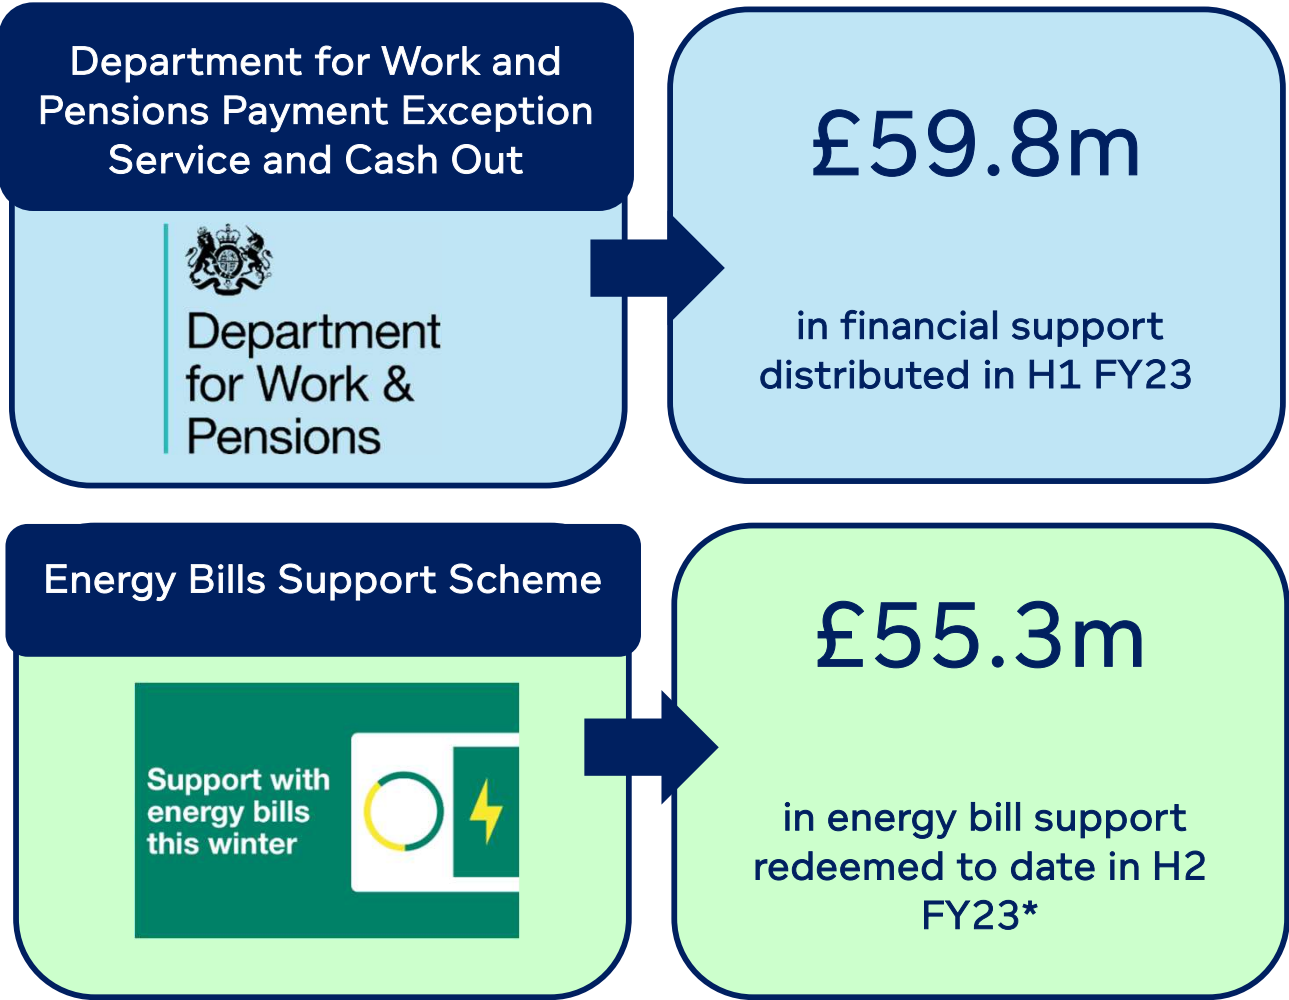 Department for Work and
Pensions Payment Exception
Service and Cash Out
Department
for Work &
Pensions
£59.8m
in financial support
distributed in H1 FY23
Energy Bills Support Scheme
Support with
energy bills
this winter
£55.3m
in energy bill support
redeemed to date in H2
FY23*